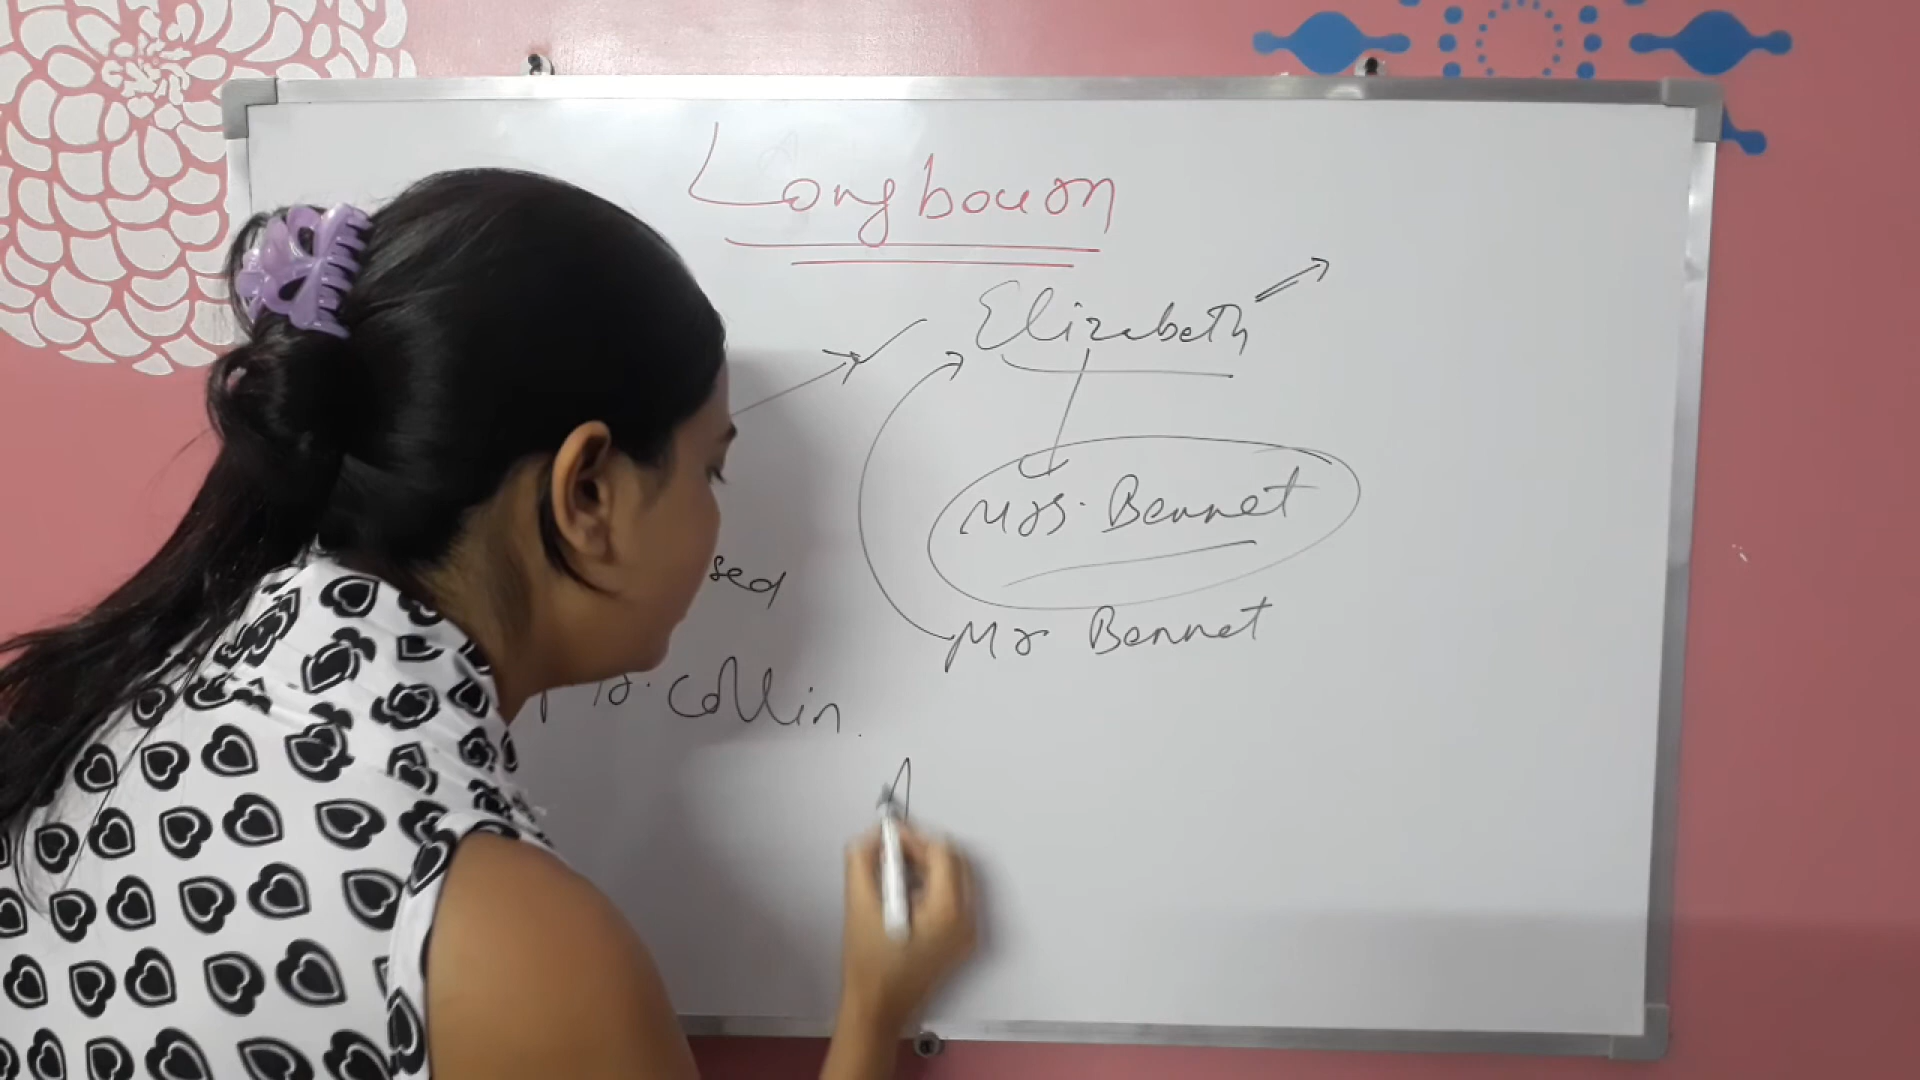 Longbourn
Elizabeth
Mrs. Bennet
sed
Mr Bennet
Mr. Collin.
A